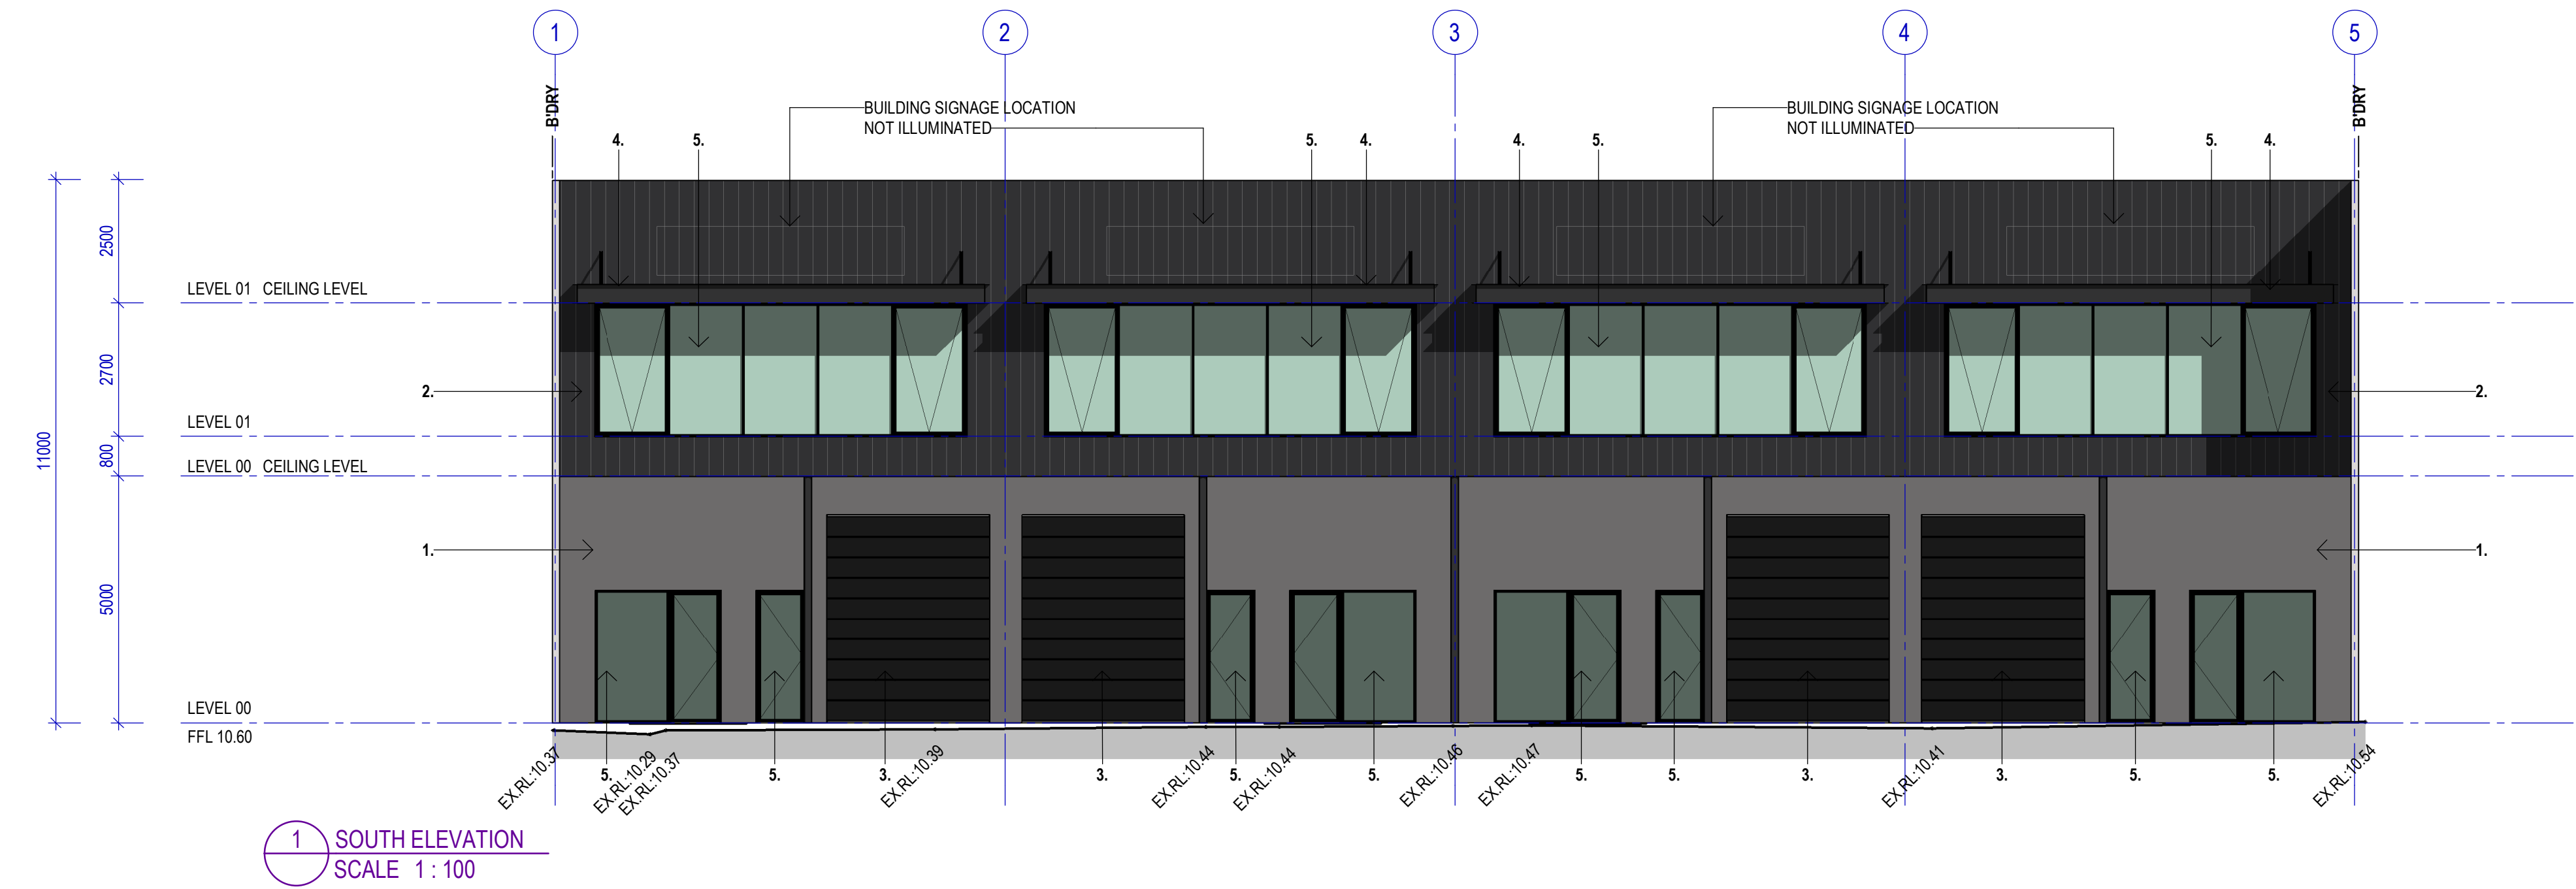 1
2
3
4
5
B'DRY
B'DRY
BUILDING SIGNAGE LOCATION
NOT ILLUMINATED
BUILDING SIGNAGE LOCATION
NOT ILLUMINATED
4.
5.
5.
4.
4.
5.
5.
4.
2500
LEVEL 01 CEILING LEVEL
2700
2.
2.
LEVEL 01
11000
800
LEVEL 00 CEILING LEVEL
1.
1.
5000
LEVEL 00
FFL 10.60
EX.RL:10.37
5.
EX.RL:10.29
EX.RL:10.37
5.
3.
EX.RL:10.39
3.
EX.RL:10.44
5.
EX.RL:10.44
5.
EX.RL:10.46
EX.RL:10.47
5.
5.
3.
EX.RL:10.41
3.
5.
5.
EX.RL:10.54
1
SOUTH ELEVATION
SCALE 1 : 100